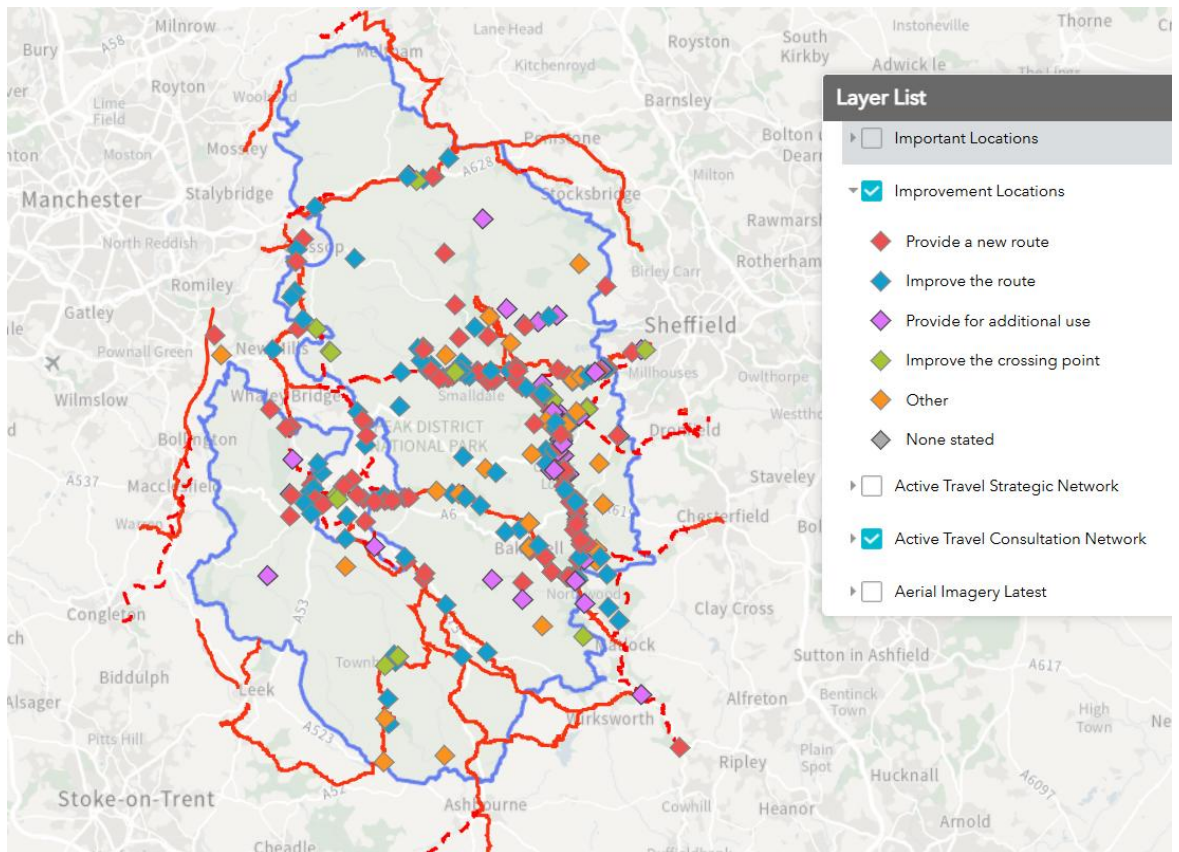 Milnrow
Lane Head
Instoneville
Thorne
Bury
A58
Royston
South
Kirkby
Kitchenroyd
Adwick le
Royton
Lime
Field
Barnsley
Layer List
Important Locations
Moston
Mossley
A628
Bolton
Milton
Stalybridge
Stocksbridge
Manchester
Improvement Locations
Rawmarsh
North Reddish
Provide a new route
Rotherham
Birley Carr
Romiley
Improve the route
Gatley
Sheffield
Provide for additional use
Pownall Green
New Mills
Improve the crossing point
Millhouses
Owlthorpe
Wilmslow
Whaley Bridge
Smalldale
Other
PEAK DISTRICT
NATIONAL PARK
Dronfield
None stated
Bollington
Staveley
A537
Macclesfield
Active Travel Strategic Network
A6
A619
Chesterfield
Bakewell
Active Travel Consultation Network
Northwood
Aerial Imagery Latest
Congleton
A53
Clay Cross
Matlock
Biddulph
Sutton in Ashfield
A617
Leek
Alsager
Alfreton
Bentinck
Town
High
Town
Wirksworth
A523
Pitts Hill
Plain
Spot
Ripley
Hucknall
A6097
Stoke-on-Trent
A52
Ashbourne
Cowhill
Heanor
Arnold
Cheadle